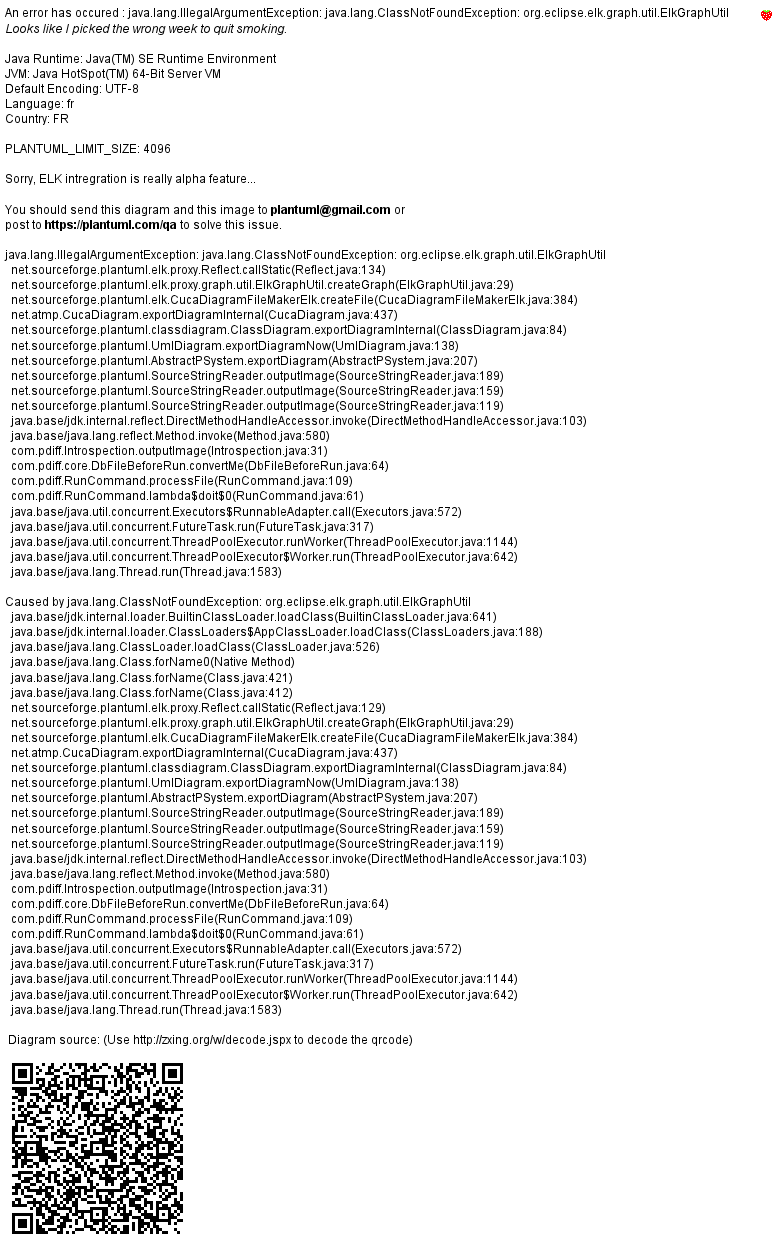 An error has occured : java.lang.IllegalArgumentException: java.lang.ClassNotFoundException: org.eclipse.elk.graph.util.ElkGraphUtil
Looks like I picked the wrong week to quit smoking.
Java Runtime: Java(TM) SE Runtime Environment
JVM: Java HotSpot(TM) 64-Bit Server VM
Default Encoding: UTF-8
Language: fr
Country: FR
PLANTUML_LIMIT_SIZE: 4096
Sorry, ELK intregration is really alpha feature...
You should send this diagram and this image to plantuml@gmail.com or
post to https://plantuml.com/qa to solve this issue.
java.lang.IllegalArgumentException: java.lang.ClassNotFoundException: org.eclipse.elk.graph.util.ElkGraphUtil
net.sourceforge.plantuml.elk.proxy.Reflect.callStatic(Reflect.java:134)
net.sourceforge.plantuml.elk.proxy.graph.util.ElkGraphUtil.createGraph(ElkGraphUtil.java:29)
net.sourceforge.plantuml.elk.CucaDiagramFileMakerElk.createFile(CucaDiagramFileMakerElk.java:384)
net.atmp.CucaDiagram.exportDiagramInternal(CucaDiagram.java:437)
net.sourceforge.plantuml.classdiagram.ClassDiagram.exportDiagramInternal(ClassDiagram.java:84)
net.sourceforge.plantuml.UmlDiagram.exportDiagramNow(UmlDiagram.java:138)
net.sourceforge.plantuml.AbstractPSystem.exportDiagram(AbstractPSystem.java:207)
net.sourceforge.plantuml.SourceStringReader.outputImage(SourceStringReader.java:189)
net.sourceforge.plantuml.SourceStringReader.outputImage(SourceStringReader.java:159)
net.sourceforge.plantuml.SourceStringReader.outputImage(SourceStringReader.java:119)
java.base/jdk.internal.reflect.DirectMethodHandleAccessor.invoke(DirectMethodHandleAccessor.java:103)
java.base/java.lang.reflect.Method.invoke(Method.java:580)
com.pdiff.Introspection.outputImage(Introspection.java:31)
com.pdiff.core.DbFileBeforeRun.convertMe(DbFileBeforeRun.java:64)
com.pdiff.RunCommand.processFile(RunCommand.java:109)
com.pdiff.RunCommand.lambda$doit$0(RunCommand.java:61)
java.base/java.util.concurrent.Executors$RunnableAdapter.call(Executors.java:572)
java.base/java.util.concurrent.FutureTask.run(FutureTask.java:317)
java.base/java.util.concurrent.ThreadPoolExecutor.runWorker(ThreadPoolExecutor.java:1144)
java.base/java.util.concurrent.ThreadPoolExecutor$Worker.run(ThreadPoolExecutor.java:642)
java.base/java.lang.Thread.run(Thread.java:1583)
Caused by java.lang.ClassNotFoundException: org.eclipse.elk.graph.util.ElkGraphUtil
java.base/jdk.internal.loader.BuiltinClassLoader.loadClass(BuiltinClassLoader.java:641)
java.base/jdk.internal.loader.ClassLoaders$AppClassLoader.loadClass(ClassLoaders.java:188)
java.base/java.lang.ClassLoader.loadClass(ClassLoader.java:526)
java.base/java.lang.Class.forName0(Native Method)
java.base/java.lang.Class.forName(Class.java:421)
java.base/java.lang.Class.forName(Class.java:412)
net.sourceforge.plantuml.elk.proxy.Reflect.callStatic(Reflect.java:129)
net.sourceforge.plantuml.elk.proxy.graph.util.ElkGraphUtil.createGraph(ElkGraphUtil.java:29)
net.sourceforge.plantuml.elk.CucaDiagramFileMakerElk.createFile(CucaDiagramFileMakerElk.java:384)
net.atmp.CucaDiagram.exportDiagramInternal(CucaDiagram.java:437)
net.sourceforge.plantuml.classdiagram.ClassDiagram.exportDiagramInternal(ClassDiagram.java:84)
net.sourceforge.plantuml.UmlDiagram.exportDiagramNow(UmlDiagram.java:138)
net.sourceforge.plantuml.AbstractPSystem.exportDiagram(AbstractPSystem.java:207)
net.sourceforge.plantuml.SourceStringReader.outputImage(SourceStringReader.java:189)
net.sourceforge.plantuml.SourceStringReader.outputImage(SourceStringReader.java:159)
net.sourceforge.plantuml.SourceStringReader.outputImage(SourceStringReader.java:119)
java.base/jdk.internal.reflect.DirectMethodHandleAccessor.invoke(DirectMethodHandleAccessor.java:103)
java.base/java.lang.reflect.Method.invoke(Method.java:580)
com.pdiff.Introspection.outputImage(Introspection.java:31)
com.pdiff.core.DbFileBeforeRun.convertMe(DbFileBeforeRun.java:64)
com.pdiff.RunCommand.processFile(RunCommand.java:109)
com.pdiff.RunCommand.lambda$doit$0(RunCommand.java:61)
java.base/java.util.concurrent.Executors$RunnableAdapter.call(Executors.java:572)
java.base/java.util.concurrent.FutureTask.run(FutureTask.java:317)
java.base/java.util.concurrent.ThreadPoolExecutor.runWorker(ThreadPoolExecutor.java:1144)
java.base/java.util.concurrent.ThreadPoolExecutor$Worker.run(ThreadPoolExecutor.java:642)
java.base/java.lang.Thread.run(Thread.java:1583)
Diagram source: (Use http://zxing.org/w/decode.jspx to decode the qrcode)